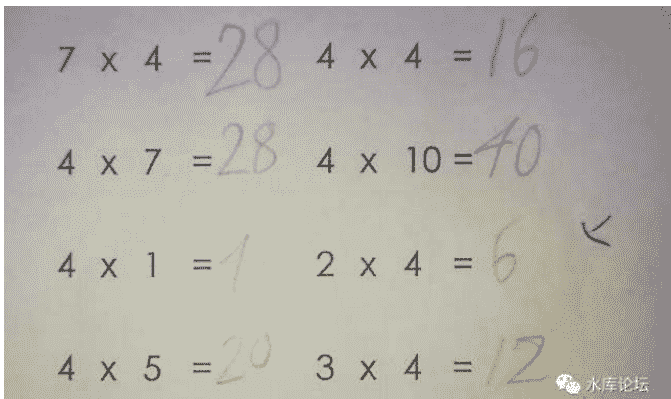 7 x 4 = 28 4 x 4 = 16
4 x 7 = 28 4 x 10 = 40
4 x 1 = 1 2 x 4 = 6
4 x 5 = 20 3 x 4 = 12
水库论坛